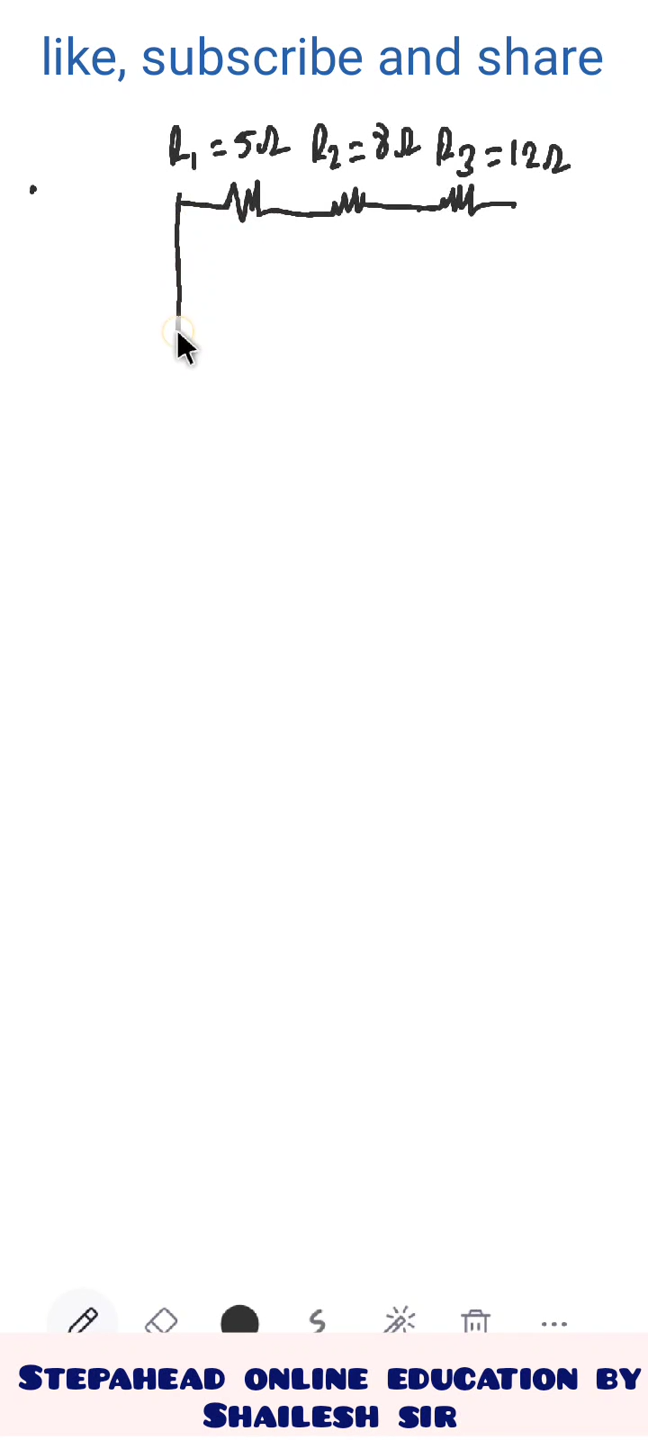 like, subscribe and share
R₁ = 5Ω R₂ = 8Ω R₃ = 12Ω
STEPAHEAD ONLINE EDUCATION BY
SHAILESH SIR